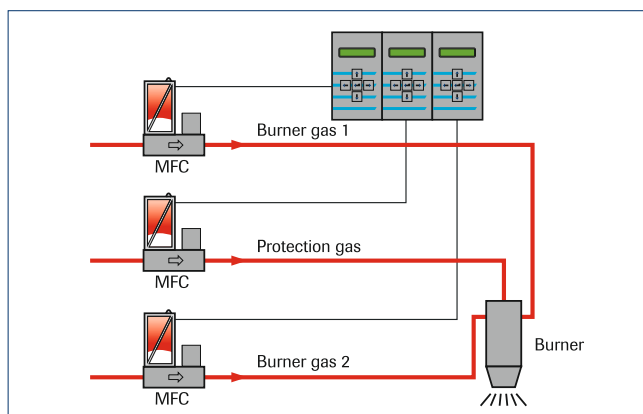 Burner gas 1
MFC
Protection gas
MFC
Burner gas 2
MFC
Burner